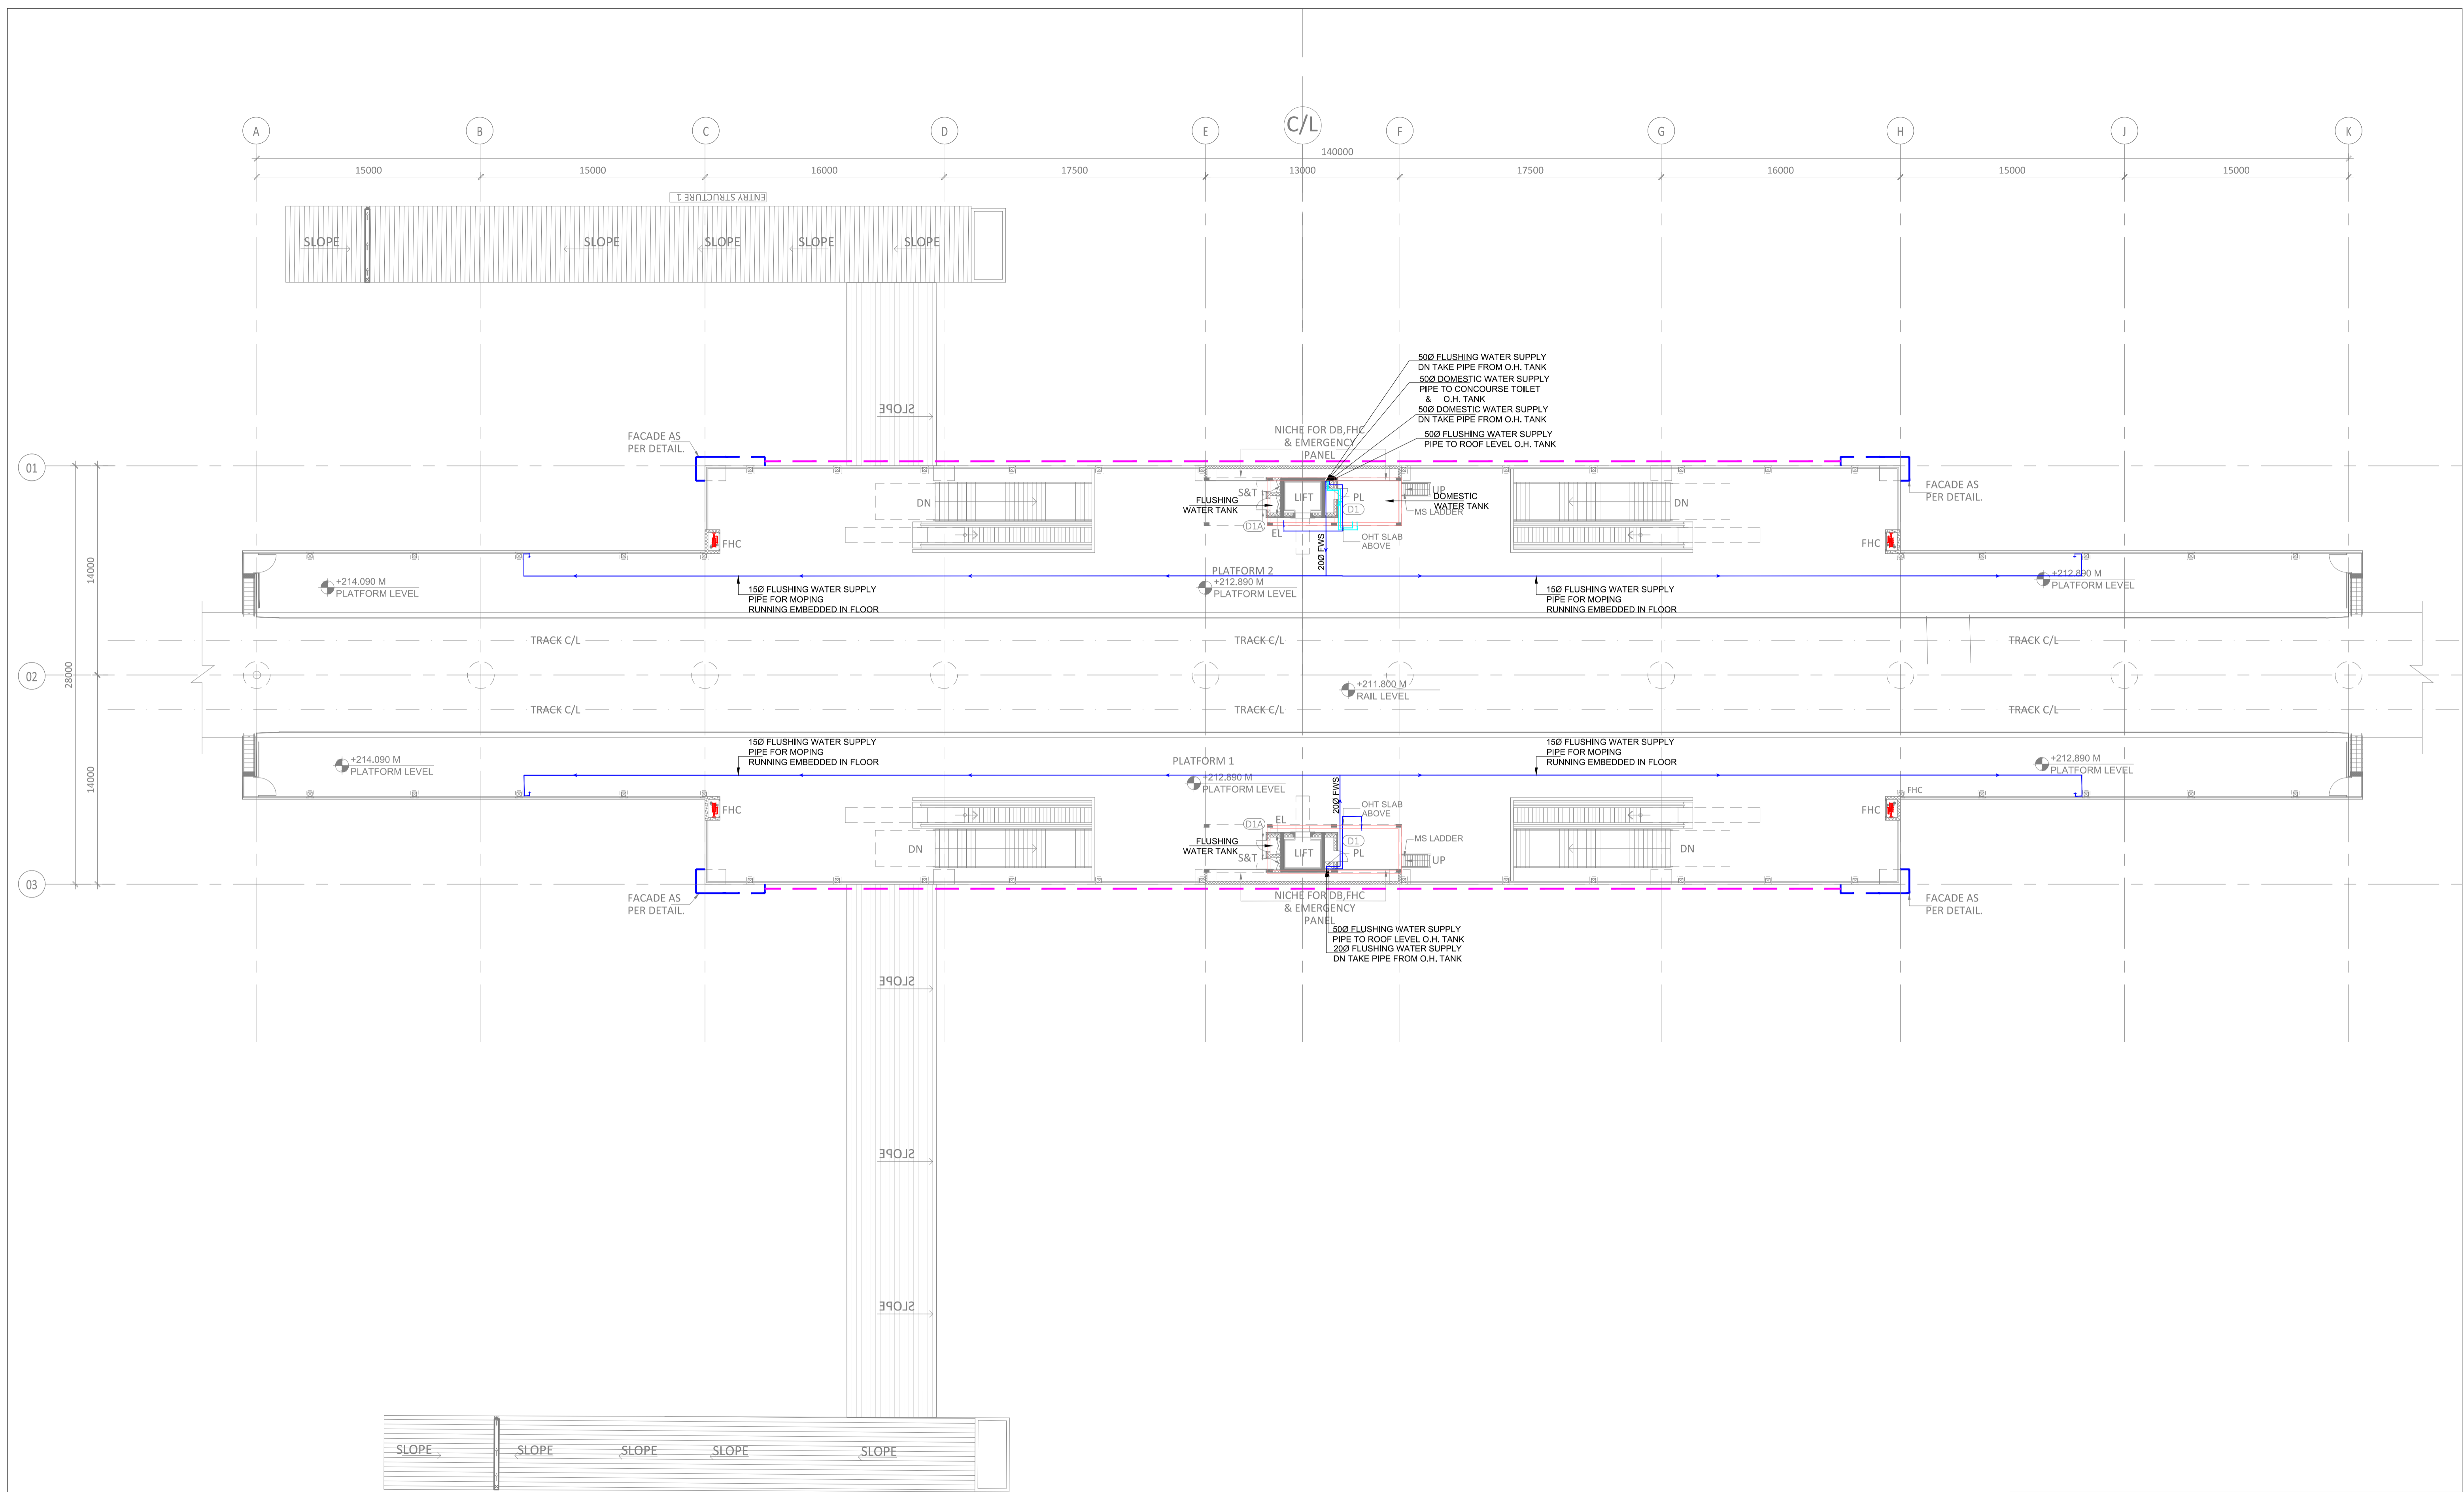 A
B
C
D
E
C/L
F
G
H
J
K
140000
15000
15000
16000
17500
13000
17500
16000
15000
15000
ENTRY STRUCTURE 1
SLOPE
SLOPE
SLOPE
SLOPE
SLOPE
SLOPE
50Ø FLUSHING WATER SUPPLY
DN TAKE PIPE FROM O.H. TANK
50Ø DOMESTIC WATER SUPPLY
PIPE TO CONCOURSE TOILET
& O.H. TANK
50Ø DOMESTIC WATER SUPPLY
DN TAKE PIPE FROM O.H. TANK
50Ø FLUSHING WATER SUPPLY
PIPE TO ROOF LEVEL O.H. TANK
FACADE AS
PER DETAIL.
NICHE FOR DB,FHC
& EMERGENCY
PANEL
01
FACADE AS
PER DETAIL.
DN
S&T
LIFT
PL
UP
DN
FLUSHING
WATER TANK
D1
DOMESTIC
WATER TANK
MS LADDER
D1A
EL
OHT SLAB
ABOVE
FHC
FHC
20Ø FWS
14000
PLATFORM 2
+214.090 M
PLATFORM LEVEL
+212.890 M
PLATFORM LEVEL
+212.890 M
PLATFORM LEVEL
15Ø FLUSHING WATER SUPPLY
PIPE FOR MOPING
RUNNING EMBEDDED IN FLOOR
15Ø FLUSHING WATER SUPPLY
PIPE FOR MOPING
RUNNING EMBEDDED IN FLOOR
TRACK C/L
TRACK C/L
TRACK C/L
02
28000
+211.800 M
RAIL LEVEL
TRACK C/L
TRACK C/L
TRACK C/L
15Ø FLUSHING WATER SUPPLY
PIPE FOR MOPING
RUNNING EMBEDDED IN FLOOR
15Ø FLUSHING WATER SUPPLY
PIPE FOR MOPING
RUNNING EMBEDDED IN FLOOR
14000
+214.090 M
PLATFORM LEVEL
PLATFORM 1
+212.890 M
PLATFORM LEVEL
+212.890 M
PLATFORM LEVEL
20Ø FWS
FHC
FHC
FHC
OHT SLAB
ABOVE
D1A
EL
FLUSHING
WATER TANK
D1
MS LADDER
DN
S&T
LIFT
PL
UP
DN
03
FACADE AS
PER DETAIL.
NICHE FOR DB,FHC
& EMERGENCY
PANEL
FACADE AS
PER DETAIL.
50Ø FLUSHING WATER SUPPLY
PIPE TO ROOF LEVEL O.H. TANK
20Ø FLUSHING WATER SUPPLY
DN TAKE PIPE FROM O.H. TANK
SLOPE
SLOPE
SLOPE
SLOPE
SLOPE
SLOPE
SLOPE
SLOPE